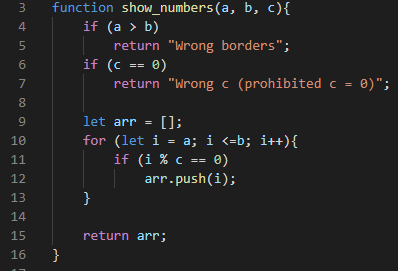 3 function show_numbers(a, b, c){
4     if (a > b)
5         return "Wrong borders";
6     if (c == 0)
7         return "Wrong c (prohibited c = 0)";
8
9     let arr = [];
10     for (let i = a; i <=b; i++){
11         if (i % c == 0)
12             arr.push(i);
13     }
14
15     return arr;
16 }